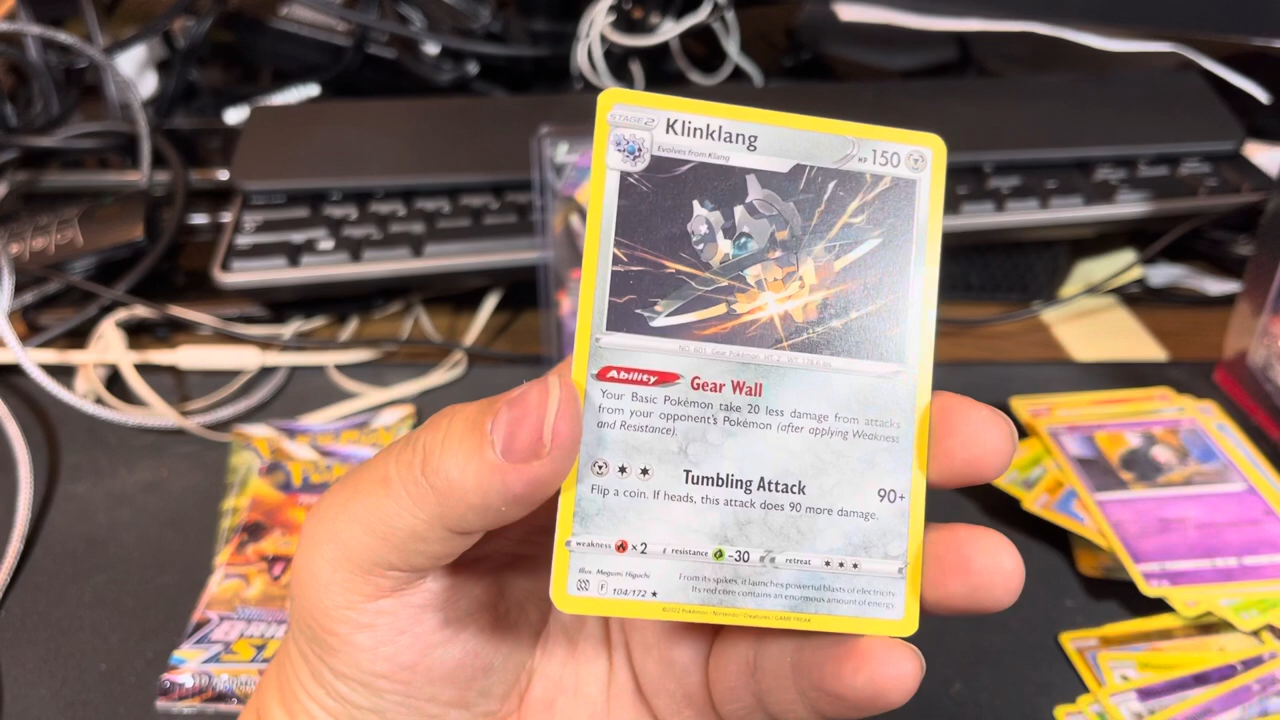 STAGE 2
Klinklang
Evolves from Klang
HP 150
NO. 601 Gear Pokémon HT 2'
Ability Gear Wall
Your Basic Pokémon take 20 less damage from attacks
from your opponent's Pokémon (after applying Weakness
and Resistance).
Tumbling Attack 90+
Flip a coin. If heads, this attack does 90 more damage.
weakness ×2 resistance -30 retreat
Illus. Megumi Higuchi
F 104/172 ★
From its spikes, it launches powerful blasts of electricity.
Its red core contains an enormous amount of energy.
©2022 Pokémon / Nintendo / Creatures / GAME FREAK